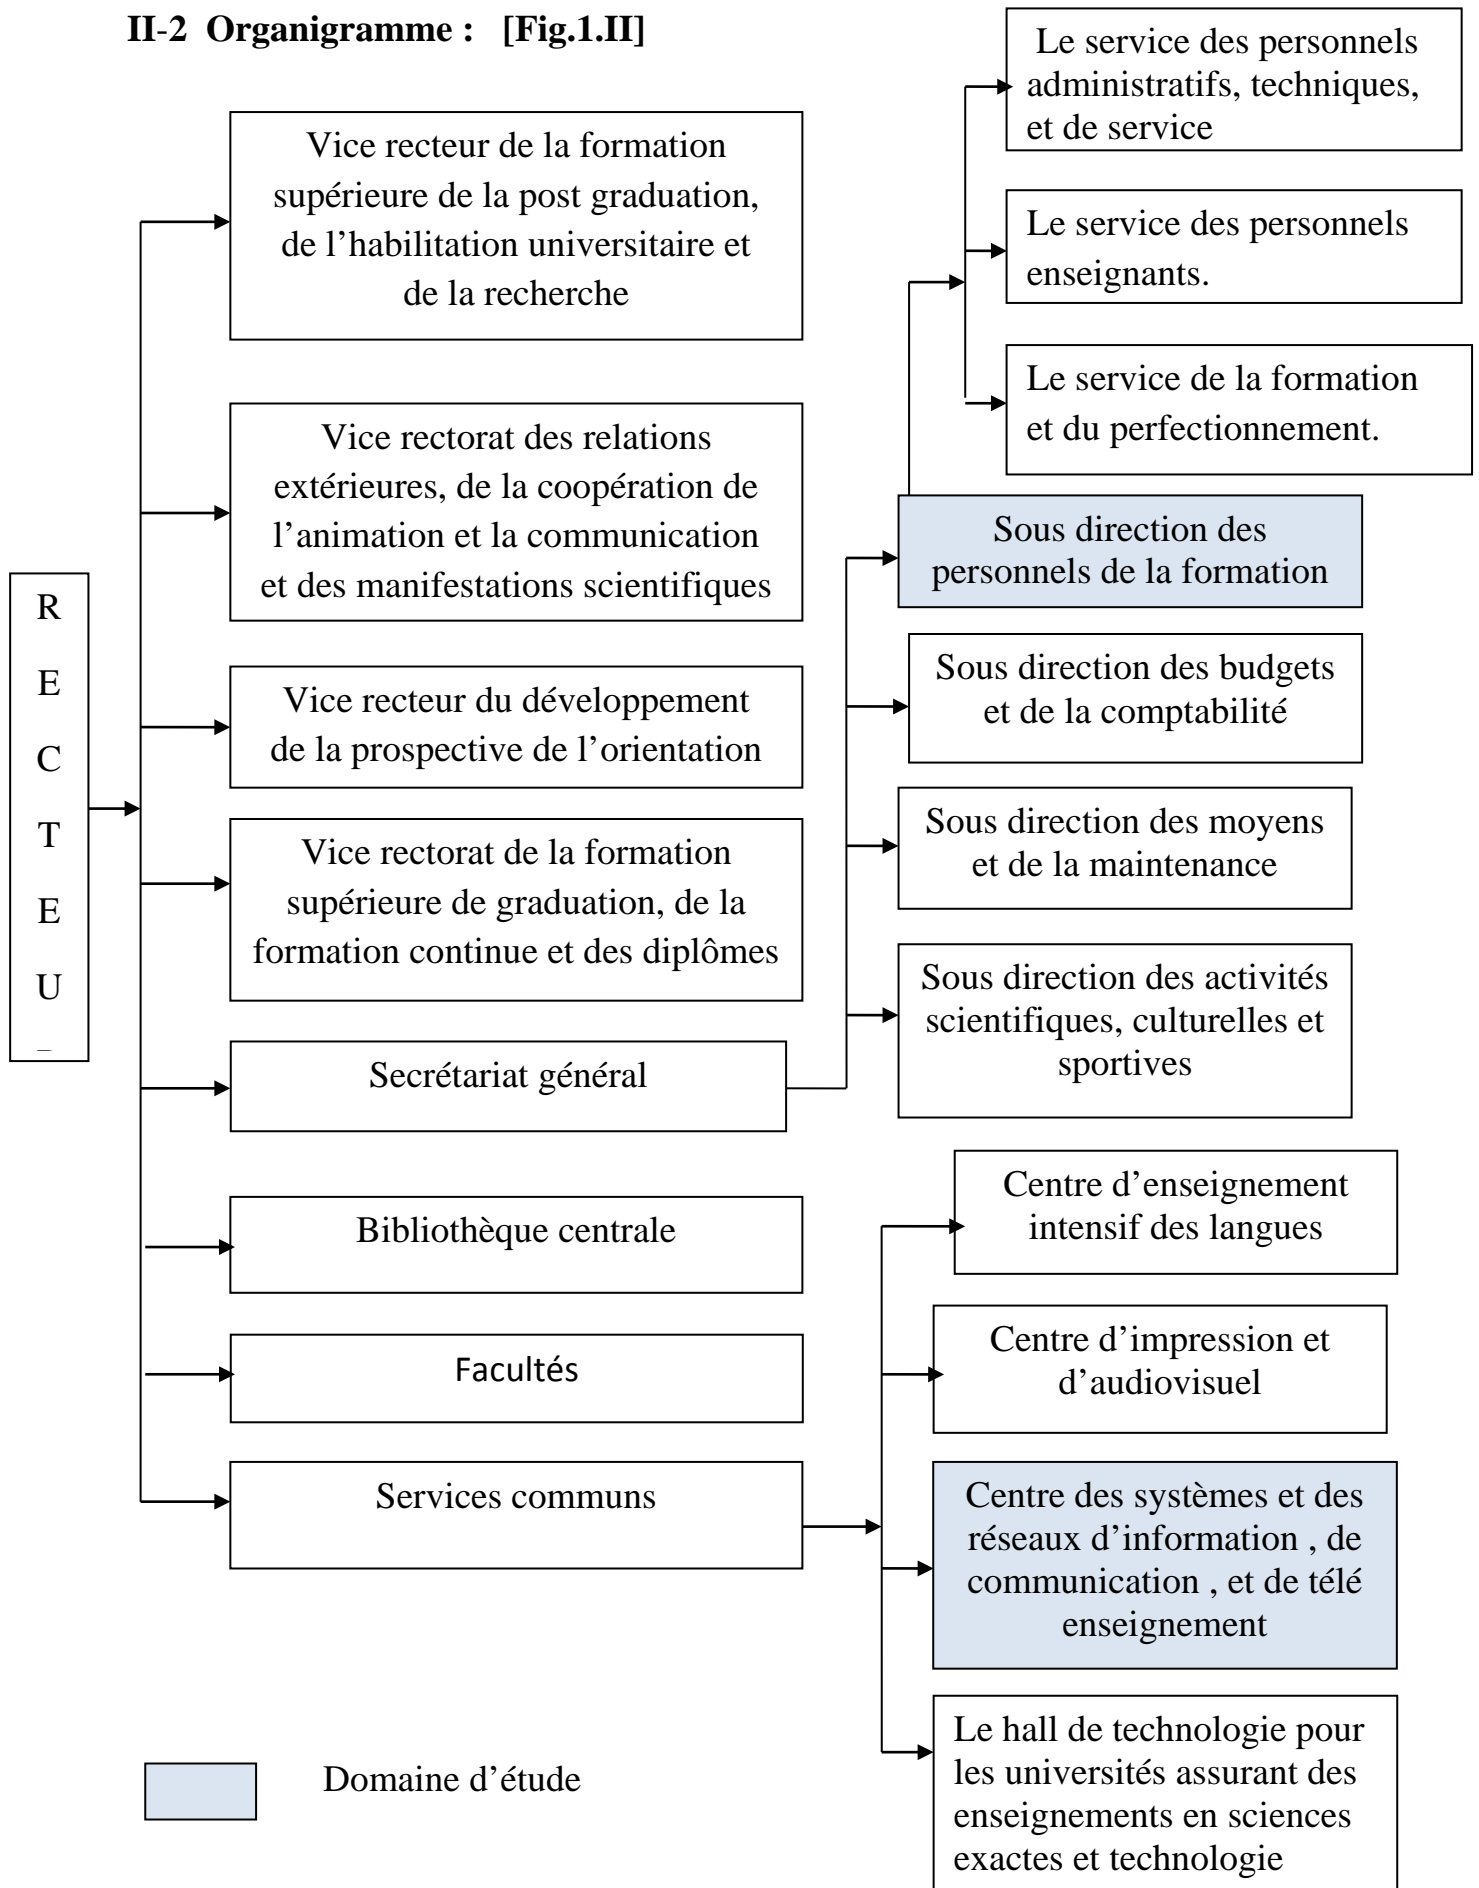 II-2 Organigramme : [Fig.1.II]
R
E
C
T
E
U
Vice recteur de la formation
supérieure de la post graduation,
de l’habilitation universitaire et
de la recherche
Vice rectorat des relations
extérieures, de la coopération de
l’animation et la communication
et des manifestations scientifiques
Vice recteur du développement
de la prospective de l’orientation
Vice rectorat de la formation
supérieure de graduation, de la
formation continue et des diplômes
Secrétariat général
Bibliothèque centrale
Facultés
Services communs
Le service des personnels
administratifs, techniques,
et de service
Le service des personnels
enseignants.
Le service de la formation
et du perfectionnement.
Sous direction des
personnels de la formation
Sous direction des budgets
et de la comptabilité
Sous direction des moyens
et de la maintenance
Sous direction des activités
scientifiques, culturelles et
sportives
Centre d’enseignement
intensif des langues
Centre d’impression et
d’audiovisuel
Centre des systèmes et des
réseaux d’information , de
communication , et de télé
enseignement
Le hall de technologie pour
les universités assurant des
enseignements en sciences
exactes et technologie
Domaine d’étude